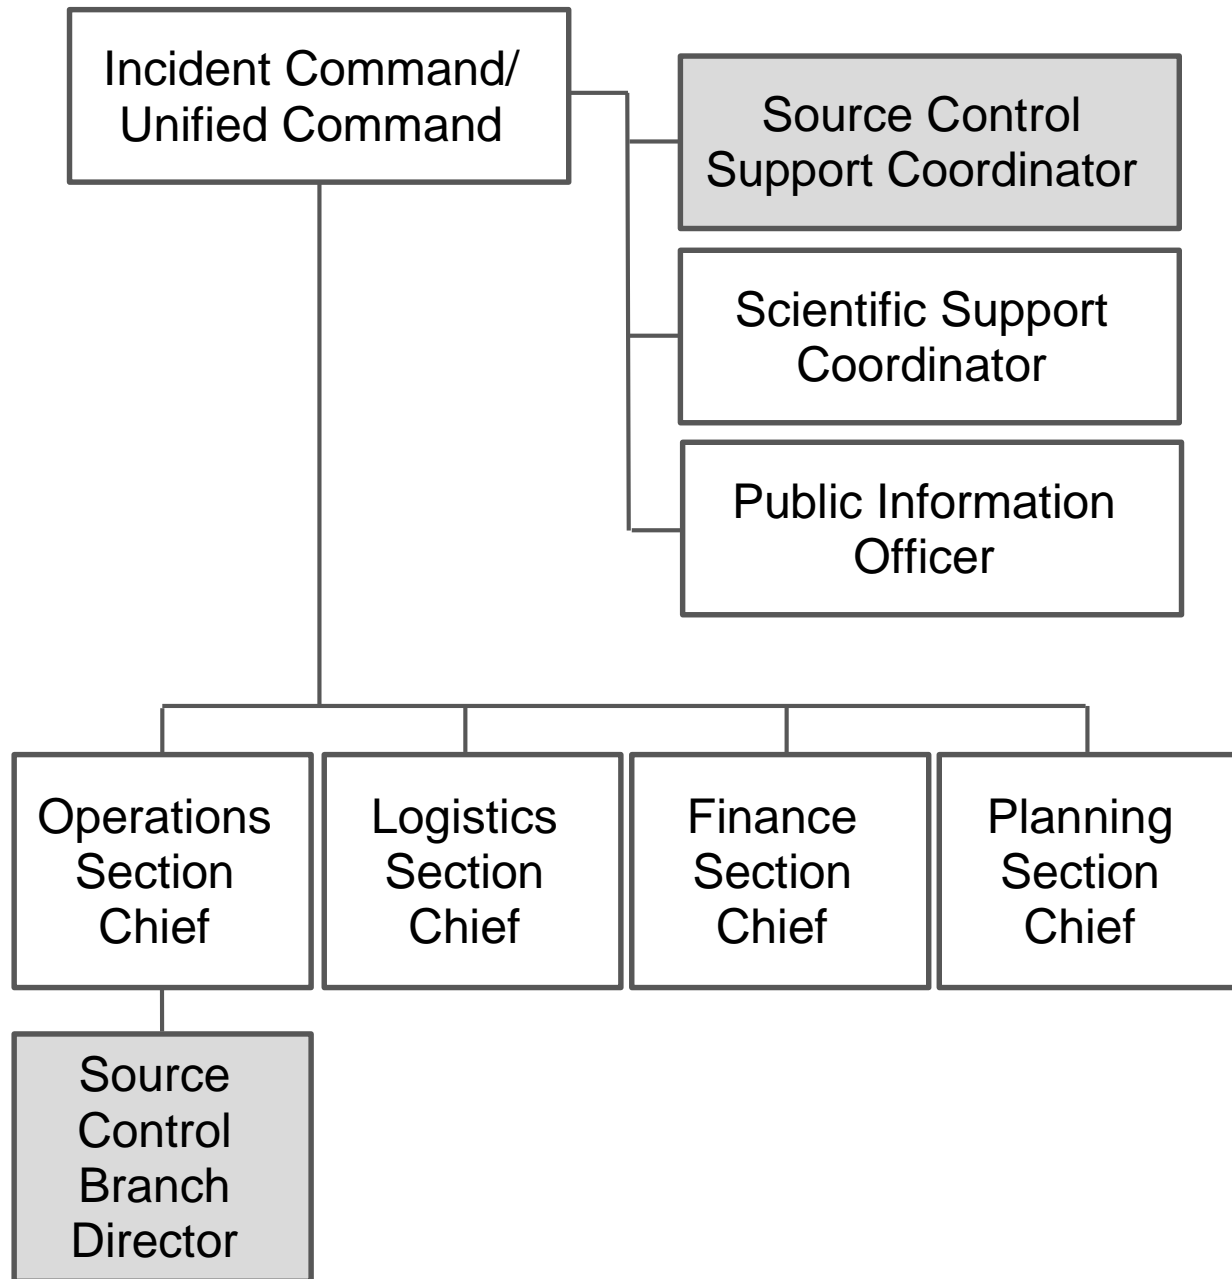 Incident Command/
Unified Command
Source Control
Support Coordinator
Scientific Support
Coordinator
Public Information
Officer
Operations
Section
Chief
Logistics
Section
Chief
Finance
Section
Chief
Planning
Section
Chief
Source
Control
Branch
Director